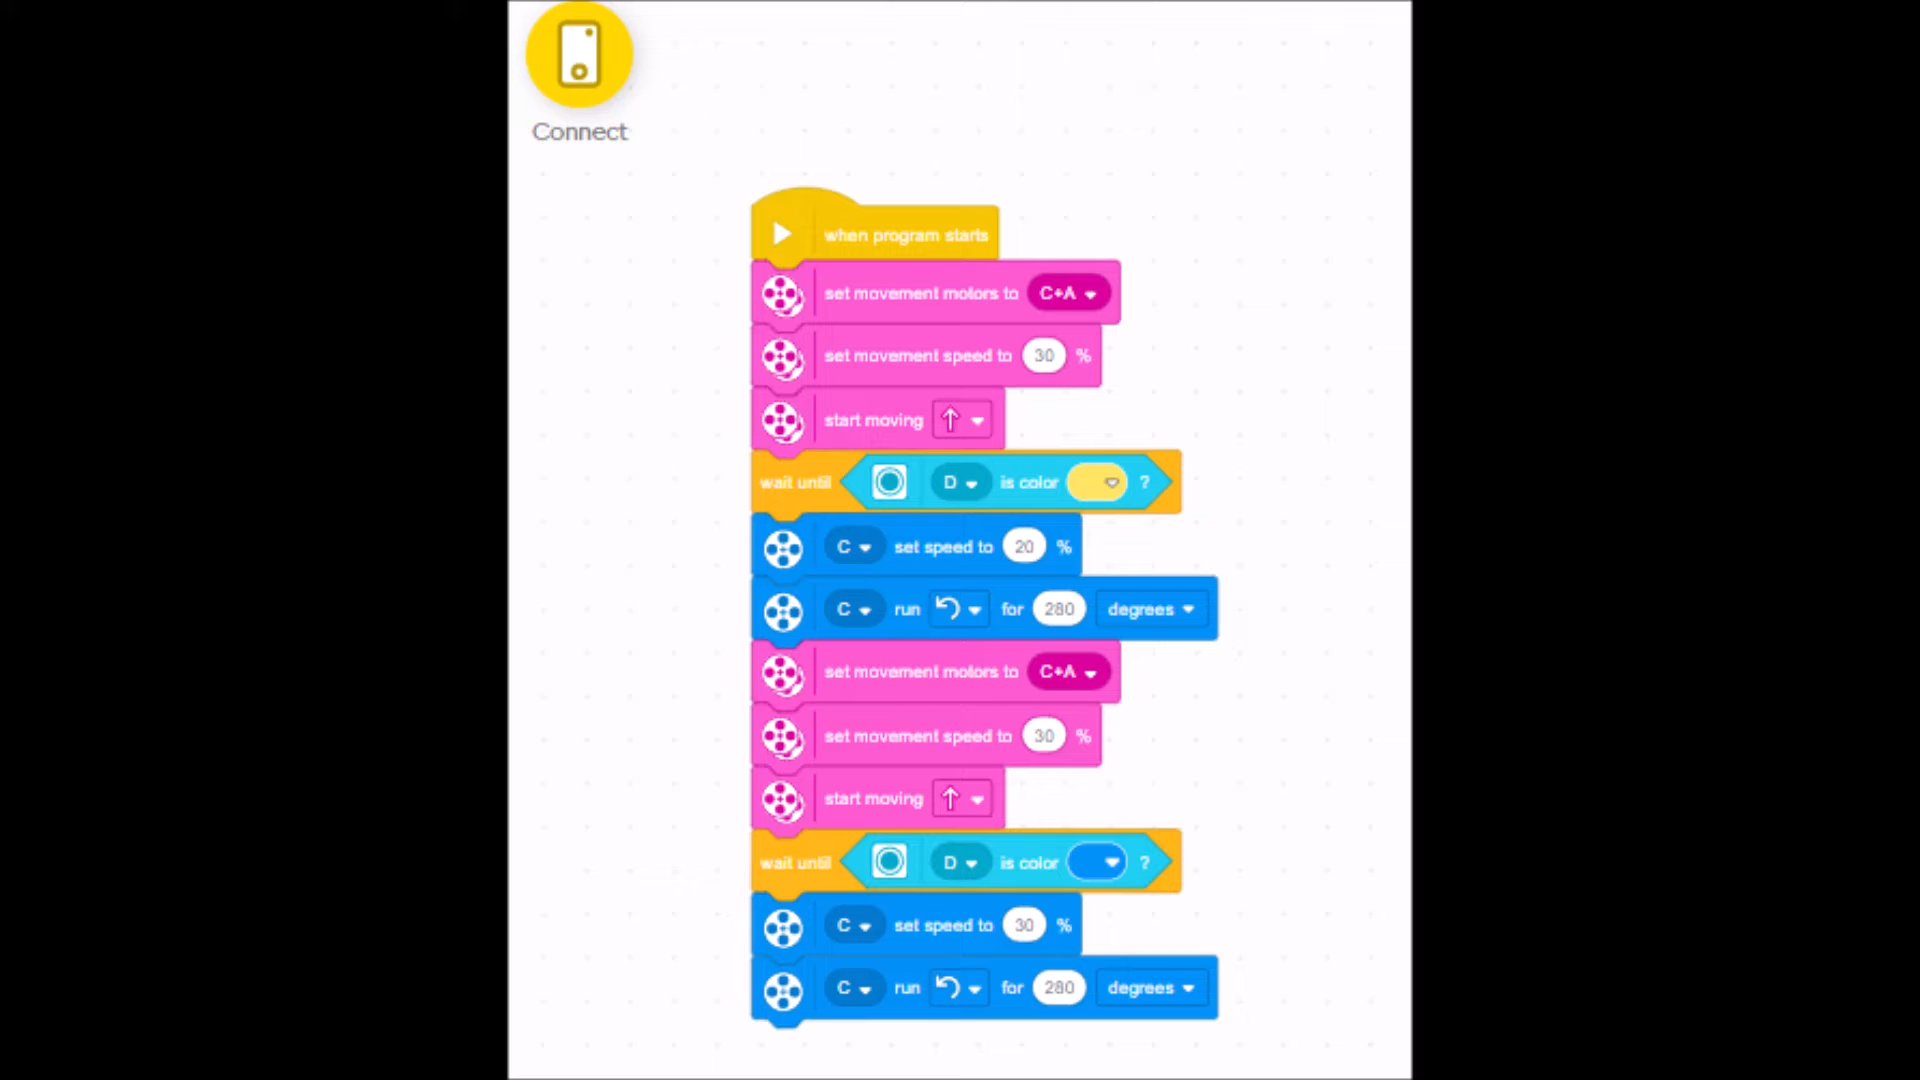 Connect
when program starts
set movement motors to C+A
set movement speed to 30 %
start moving
wait until D is color ?
C set speed to 20 %
C run for 280 degrees
set movement motors to C+A
set movement speed to 30 %
start moving
wait until D is color ?
C set speed to 30 %
C run for 280 degrees